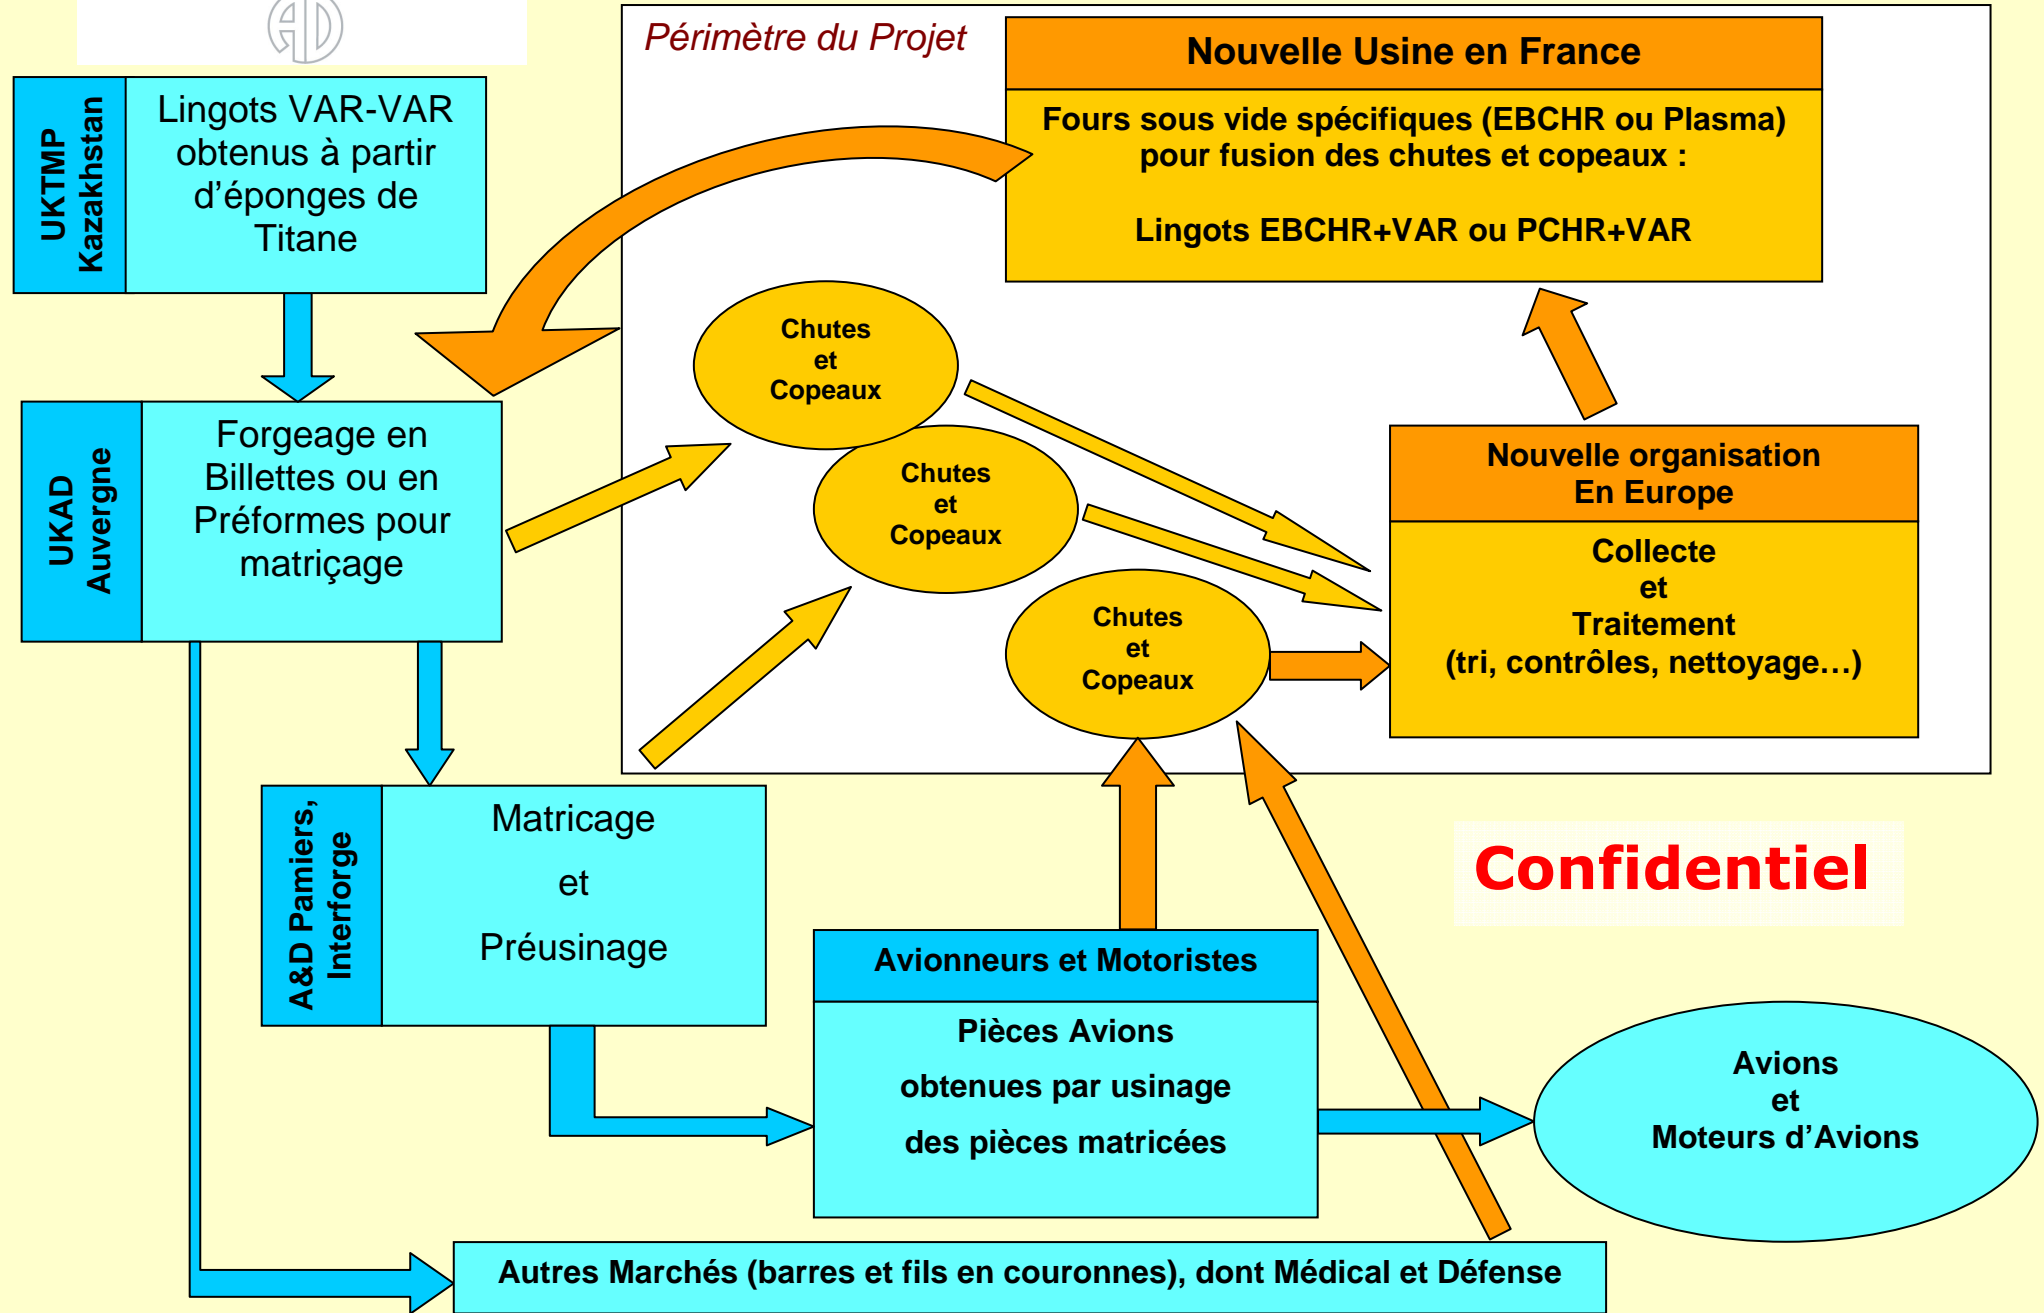 AD
Périmètre du Projet
Nouvelle Usine en France
Fours sous vide spécifiques (EBCHR ou Plasma)
pour fusion des chutes et copeaux :
Lingots EBCHR+VAR ou PCHR+VAR
UKTMP
Kazakhstan
Lingots VAR-VAR
obtenus à partir
d’éponges de
Titane
Chutes
et
Copeaux
Chutes
et
Copeaux
Chutes
et
Copeaux
UKAD
Auvergne
Forgeage en
Billettes ou en
Préformes pour
matriçage
Nouvelle organisation
En Europe
Collecte
et
Traitement
(tri, contrôles, nettoyage…)
A&D Pamiers,
Interforge
Matricage
et
Préusinage
Confidentiel
Avionneurs et Motoristes
Pièces Avions
obtenues par usinage
des pièces matricées
Avions
et
Moteurs d’Avions
Autres Marchés (barres et fils en couronnes), dont Médical et Défense